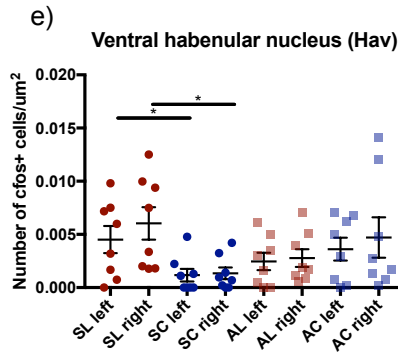 e)
Ventral habenular nucleus (Hav)
Number of cfos+ cells/um²
0.020
0.015
0.010
0.005
0.000
*
*
SL left
SL right
SC left
SC right
AL left
AL right
AC left
AC right